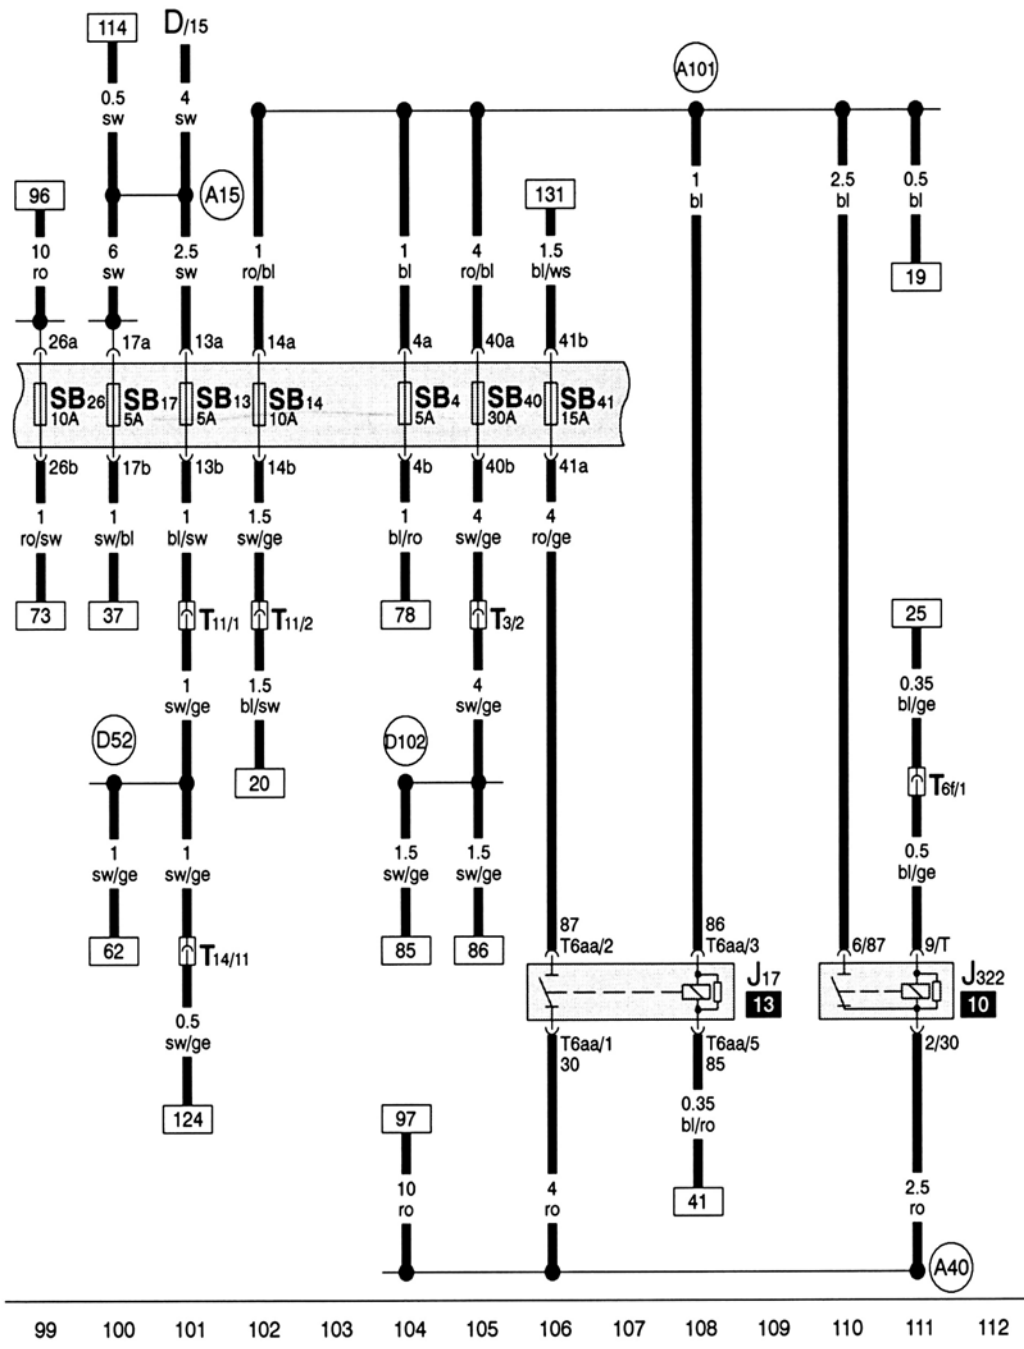 114 D/15
A101
0.5 4
sw sw
96 A15 131 1 2.5 0.5
bl bl bl
10 6 2.5 1 1 4 1.5
ro sw sw ro/bl bl ro/bl bl/ws
19
26a 17a 13a 14a 4a 40a 41b
SB26 SB17 SB13 SB14 SB4 SB40 SB41
10A 5A 5A 10A 5A 30A 15A
26b 17b 13b 14b 4b 40b 41a
1 1 1 1.5 1 4 4
ro/sw sw/bl bl/sw sw/ge bl/ro sw/ge ro/ge
73 37 T11/1 T11/2 78 T3/2 25
1 1.5 4 0.35
sw/ge bl/sw sw/ge bl/ge
D52 D102
20 T6f/1
1 1 1.5 1.5 0.5
sw/ge sw/ge sw/ge sw/ge bl/ge
87 86
62 T14/11 85 86 T6aa/2 T6aa/3 6/87 9/T
J17 J322
13 10
0.5
sw/ge
T6aa/1 T6aa/5 2/30
30 85
124 97 0.35
bl/ro
10 4 41 2.5
ro ro ro
A40
99 100 101 102 103 104 105 106 107 108 109 110 111 112